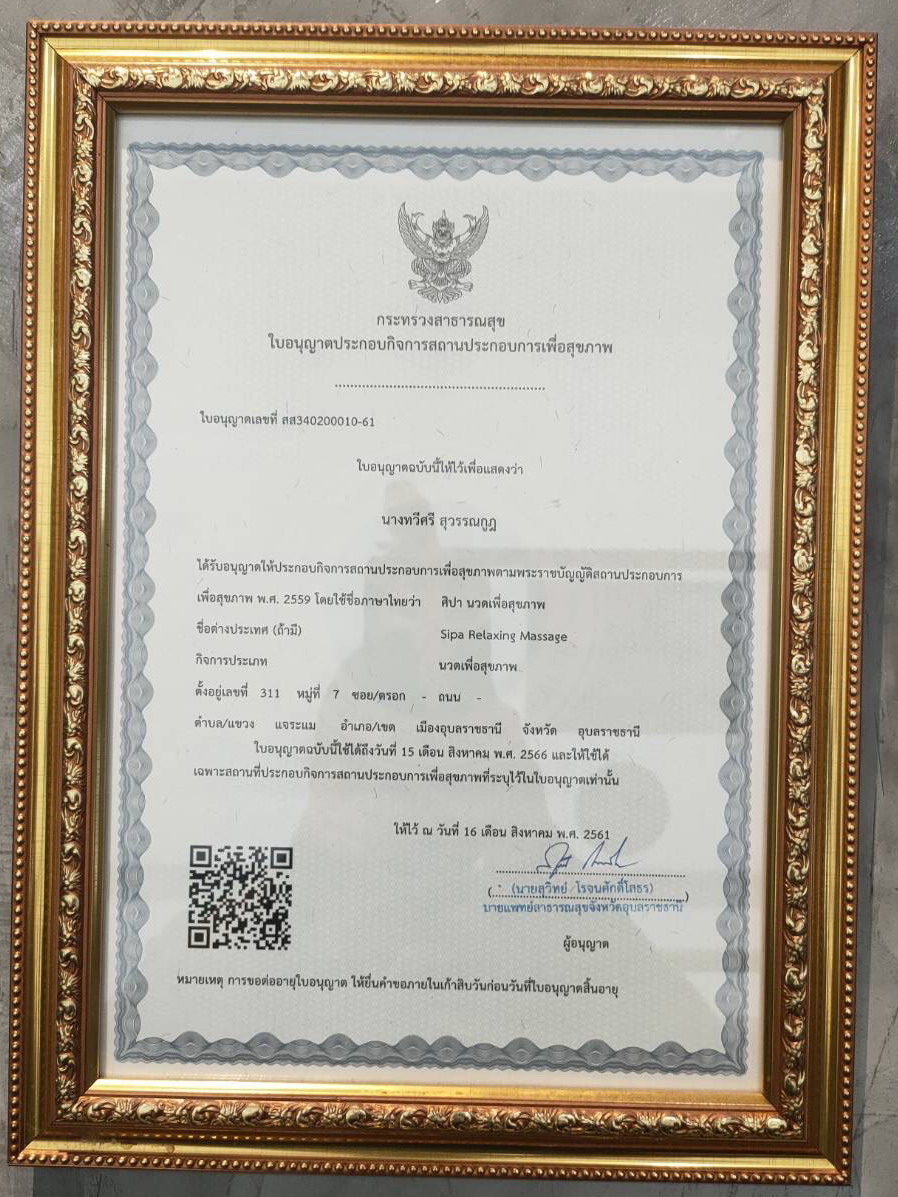 กระทรวงสาธารณสุข
ใบอนุญาตประกอบกิจการสถานประกอบการเพื่อสุขภาพ
ใบอนุญาตเลขที่ สส340200010-61
ใบอนุญาตฉบับนี้ให้ไว้เพื่อแสดงว่า
นางทวีศรี สุวรรณกูฏ
ได้รับอนุญาตให้ประกอบกิจการสถานประกอบการเพื่อสุขภาพตามพระราชบัญญัติสถานประกอบการ
เพื่อสุขภาพ พ.ศ. 2559 โดยใช้ชื่อภาษาไทยว่า ศิปา นวดเพื่อสุขภาพ
ชื่อต่างประเทศ (ถ้ามี) Sipa Relaxing Massage
กิจการประเภท นวดเพื่อสุขภาพ
ตั้งอยู่เลขที่ 311 หมู่ที่ 7 ซอย/ตรอก - ถนน -
ตำบล/แขวง แจระแม อำเภอ/เขต เมืองอุบลราชธานี จังหวัด อุบลราชธานี
ใบอนุญาตฉบับนี้ใช้ได้ถึงวันที่ 15 เดือน สิงหาคม พ.ศ. 2566 และให้ใช้ได้
เฉพาะสถานที่ประกอบกิจการสถานประกอบการเพื่อสุขภาพที่ระบุไว้ในใบอนุญาตเท่านั้น
ให้ไว้ ณ วันที่ 16 เดือน สิงหาคม พ.ศ. 2561
(นายสุวิทย์ โรจนศักดิ์โสธร)
นายแพทย์สาธารณสุขจังหวัดอุบลราชธานี
ผู้อนุญาต
หมายเหตุ การขอต่ออายุใบอนุญาต ให้ยื่นคำขอภายในเก้าสิบวันก่อนวันที่ใบอนุญาตสิ้นอายุ